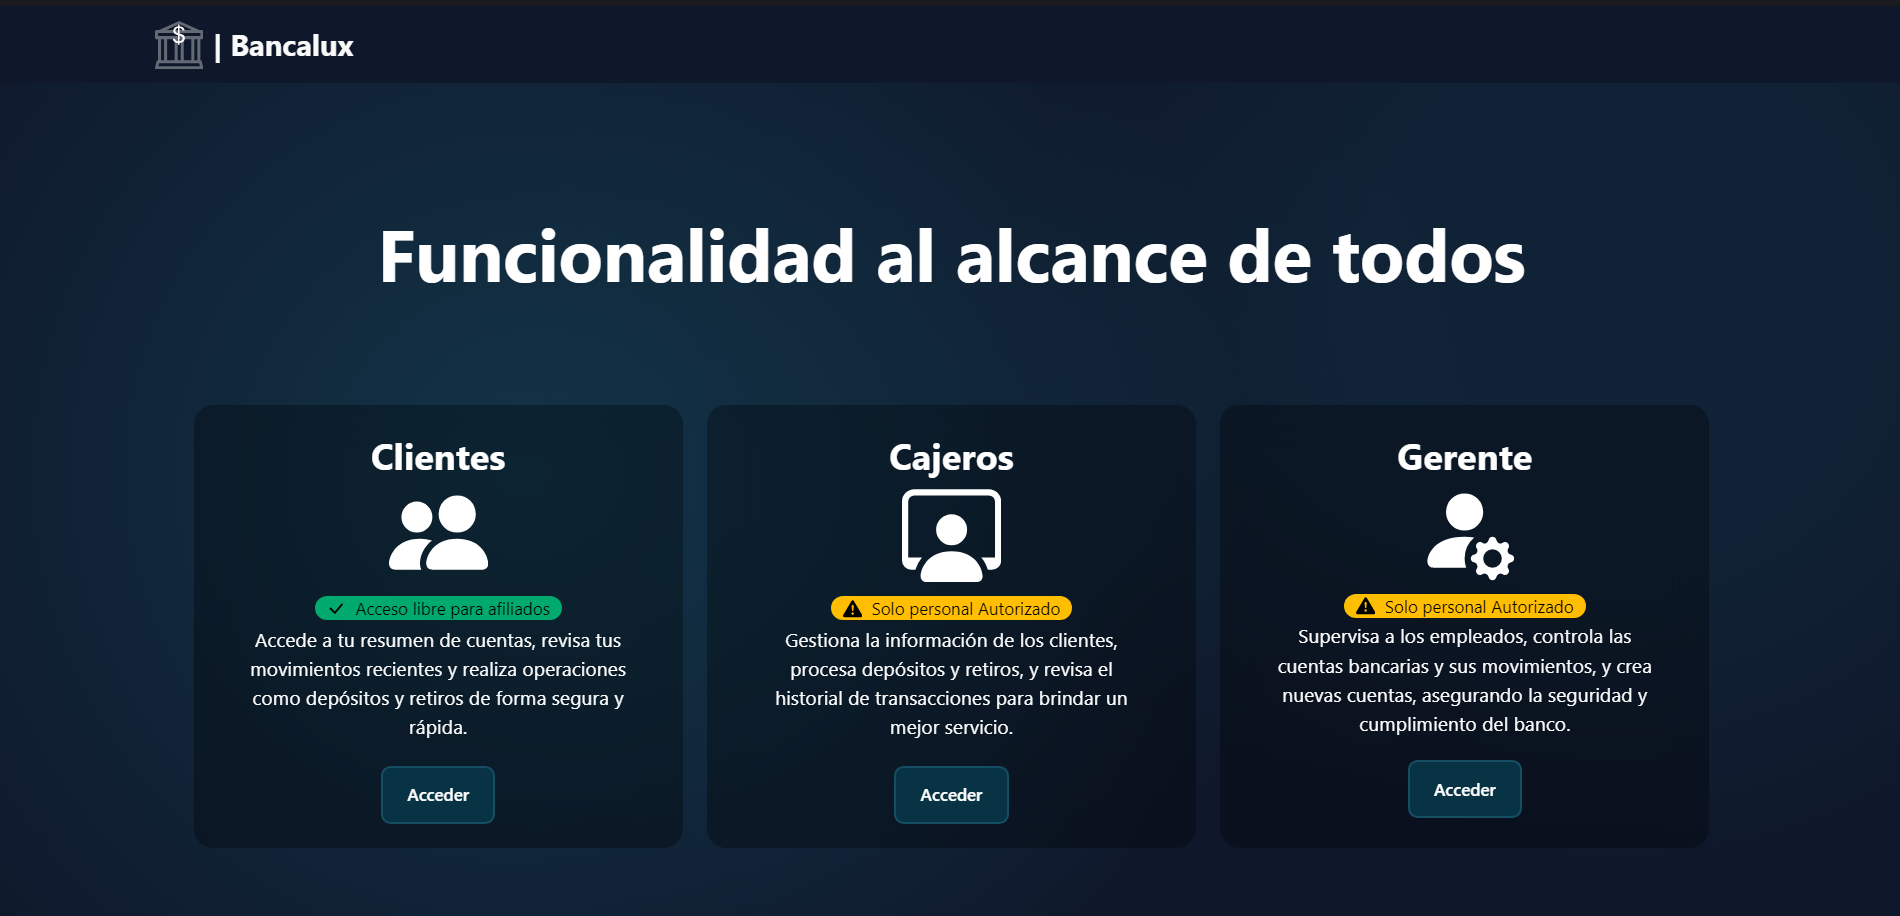 $
| Bancalux
Funcionalidad al alcance de todos
Clientes
Acceso libre para afiliados
Accede a tu resumen de cuentas, revisa tus
movimientos recientes y realiza operaciones
como depósitos y retiros de forma segura y
rápida.
Acceder
Cajeros
Solo personal Autorizado
Gestiona la información de los clientes,
procesa depósitos y retiros, y revisa el
historial de transacciones para brindar un
mejor servicio.
Acceder
Gerente
Solo personal Autorizado
Supervisa a los empleados, controla las
cuentas bancarias y sus movimientos, y crea
nuevas cuentas, asegurando la seguridad y
cumplimiento del banco.
Acceder